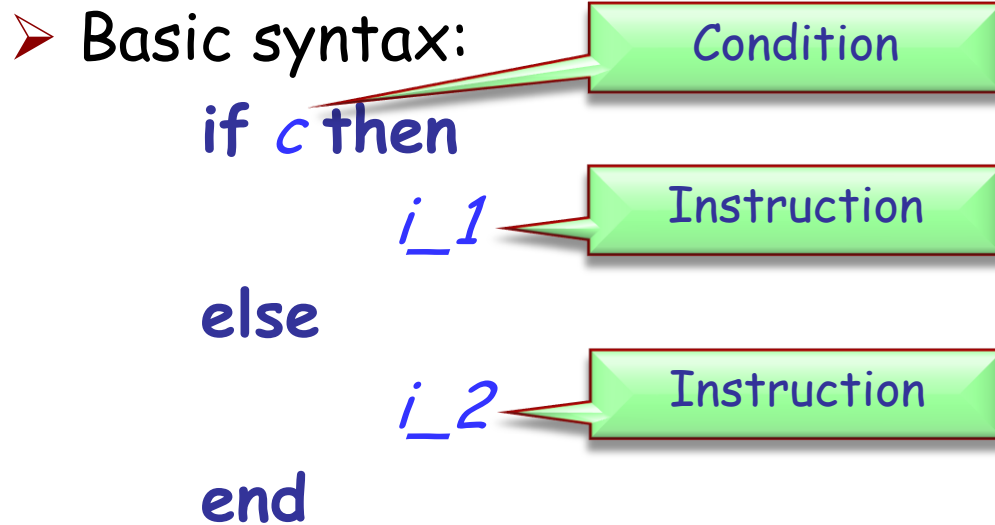 Basic syntax:
Condition
if c then
i_1
Instruction
else
i_2
Instruction
end